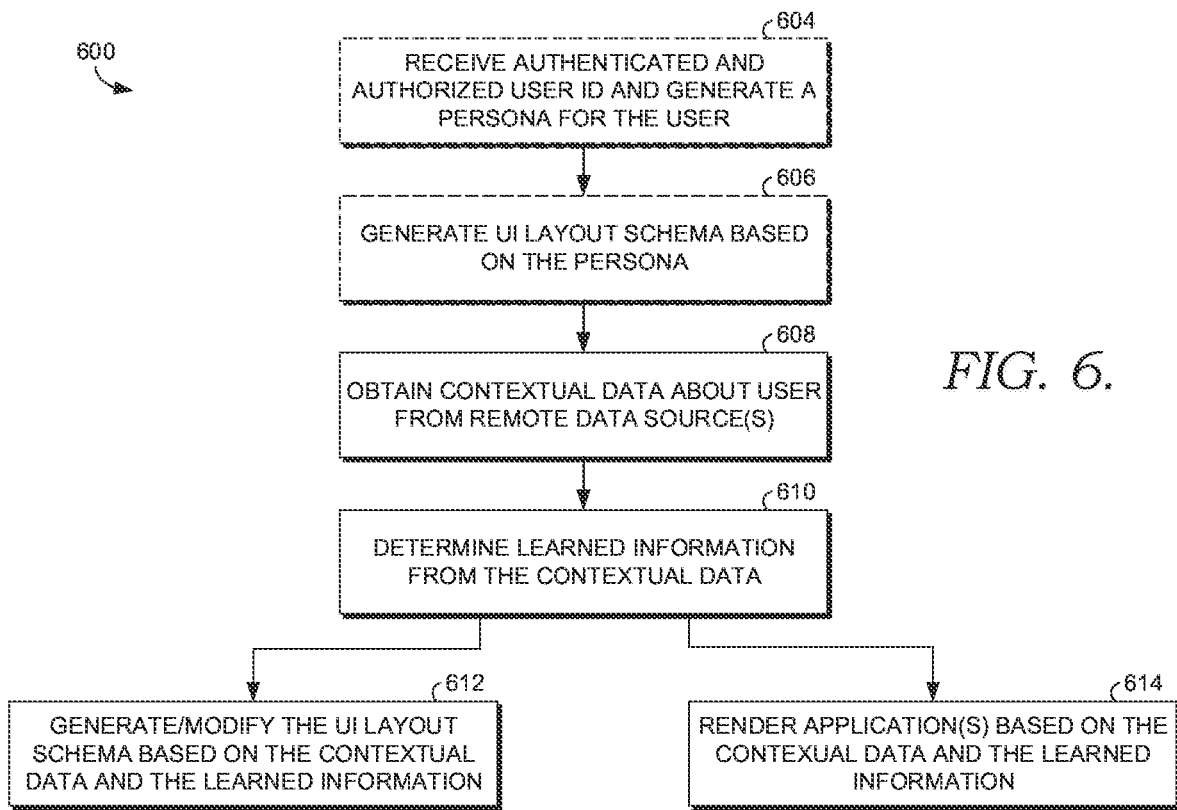 600
604
RECEIVE AUTHENTICATED AND
AUTHORIZED USER ID AND GENERATE A
PERSONA FOR THE USER
606
GENERATE UI LAYOUT SCHEMA BASED
ON THE PERSONA
608
OBTAIN CONTEXTUAL DATA ABOUT USER
FROM REMOTE DATA SOURCE(S)
FIG. 6.
610
DETERMINE LEARNED INFORMATION
FROM THE CONTEXTUAL DATA
612
GENERATE/MODIFY THE UI LAYOUT
SCHEMA BASED ON THE CONTEXTUAL
DATA AND THE LEARNED INFORMATION
614
RENDER APPLICATION(S) BASED ON THE
CONTEXUAL DATA AND THE LEARNED
INFORMATION